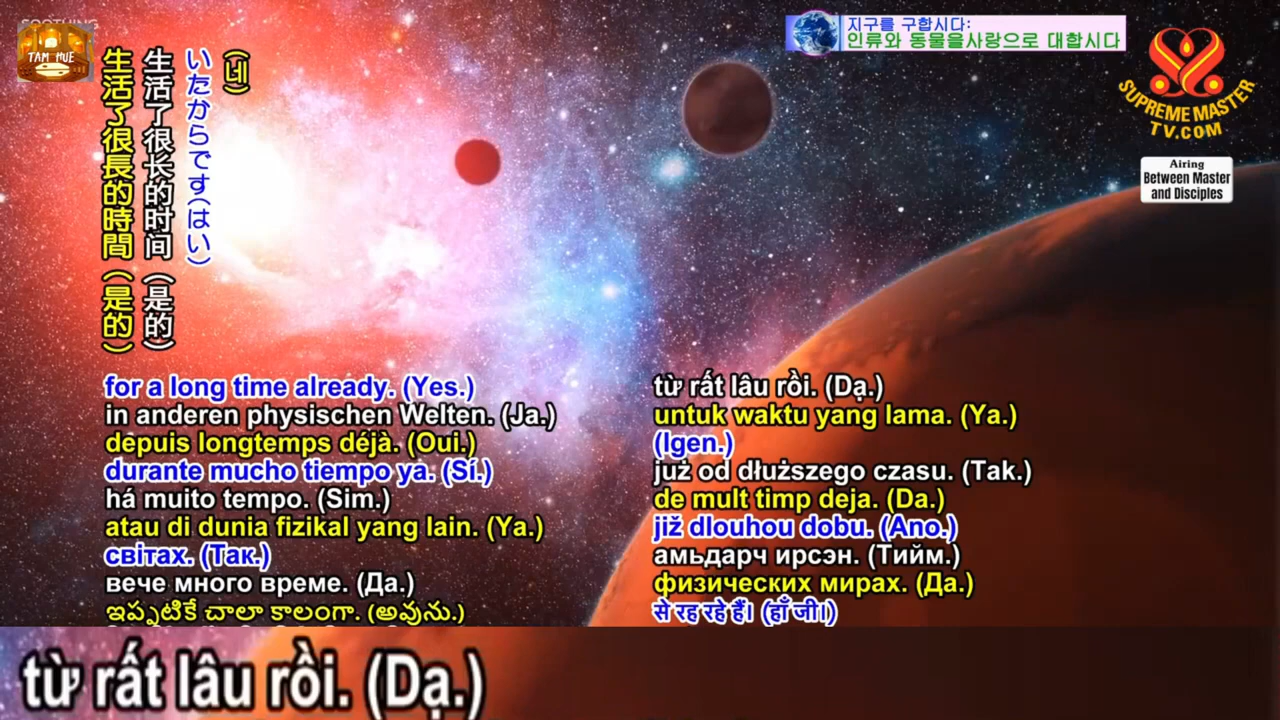 SOOTHING
TAM HUE
지구를 구합시다:
인류와 동물을사랑으로 대합시다
SUPREME MASTER
TV.COM
Airing
Between Master
and Disciples
(네)
いたからです(はい)
生活了很长的时间(是的)
生活了很長的時間(是的)
for a long time already. (Yes.)
in anderen physischen Welten. (Ja.)
depuis longtemps déjà. (Oui.)
durante mucho tiempo ya. (Sí.)
há muito tempo. (Sim.)
atau di dunia fizikal yang lain. (Ya.)
світах. (Так.)
вече много време. (Да.)
ఇప్పటికే చాలా కాలంగా. (అవును.)
từ rất lâu rồi. (Dạ.)
untuk waktu yang lama. (Ya.)
(Igen.)
już od dłuższego czasu. (Tak.)
de mult timp deja. (Da.)
již dlouhou dobu. (Ano.)
амьдарч ирсэн. (Тийм.)
физических мирах. (Да.)
से रह रहे हैं। (हाँ जी।)
từ rất lâu rồi. (Dạ.)